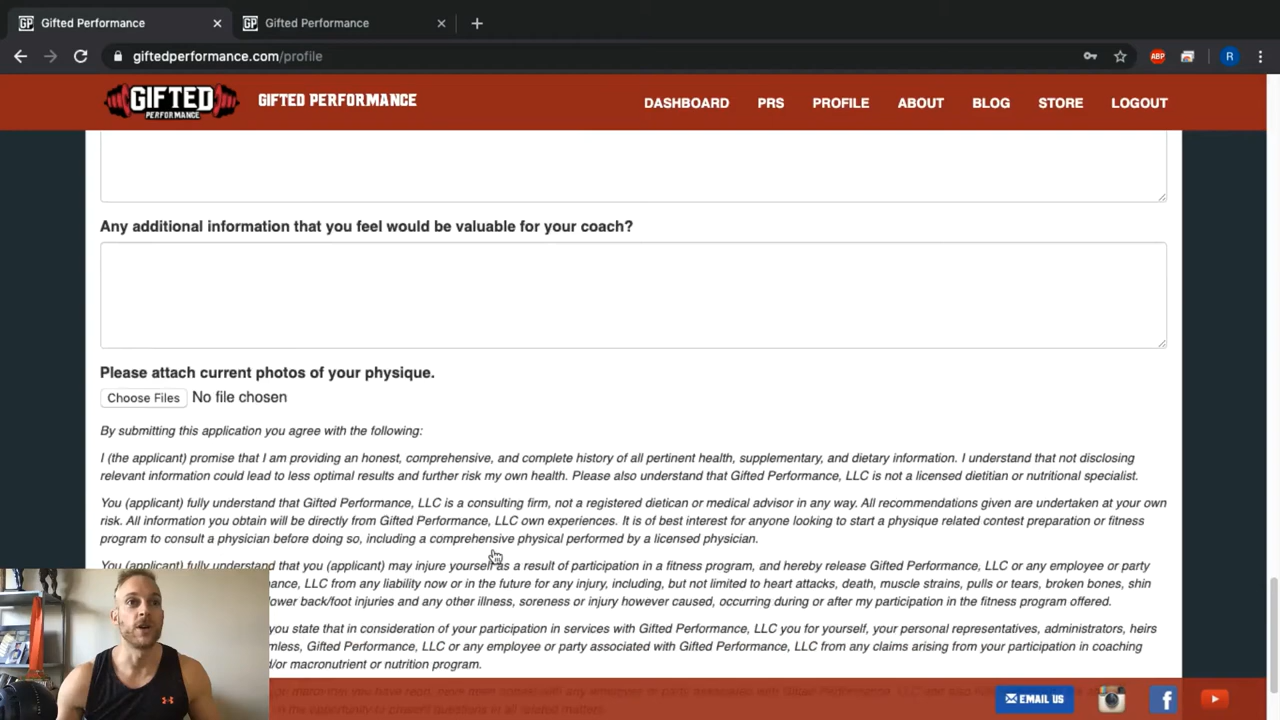 Gifted Performance
Gifted Performance
giftedperformance.com/profile
ABP
R
GIFTED
PERFORMANCE
GIFTED PERFORMANCE
DASHBOARD
PRS
PROFILE
ABOUT
BLOG
STORE
LOGOUT
Any additional information that you feel would be valuable for your coach?
Please attach current photos of your physique.
Choose Files No file chosen
By submitting this application you agree with the following:
I (the applicant) promise that I am providing an honest, comprehensive, and complete history of all pertinent health, supplementary, and dietary information. I understand that not disclosing
relevant information could lead to less optimal results and further risk my own health. Please also understand that Gifted Performance, LLC is not a licensed dietitian or nutritional specialist.
You (applicant) fully understand that Gifted Performance, LLC is a consulting firm, not a registered dietican or medical advisor in any way. All recommendations given are undertaken at your own
risk. All information you obtain will be directly from Gifted Performance, LLC own experiences. It is of best interest for anyone looking to start a physique related contest preparation or fitness
program to consult a physician before doing so, including a comprehensive physical performed by a licensed physician.
You (applicant) fully understand that you (applicant) may injure yourself as a result of participation in a fitness program, and hereby release Gifted Performance, LLC or any employee or party
mance, LLC from any liability now or in the future for any injury, including, but not limited to heart attacks, death, muscle strains, pulls or tears, broken bones, shin
lower back/foot injuries and any other illness, soreness or injury however caused, occurring during or after my participation in the fitness program offered.
you state that in consideration of your participation in services with Gifted Performance, LLC you for yourself, your personal representatives, administrators, heirs
mless, Gifted Performance, LLC or any employee or party associated with Gifted Performance, LLC from any claims arising from your participation in coaching
/or macronutrient or nutrition program.
EMAIL US